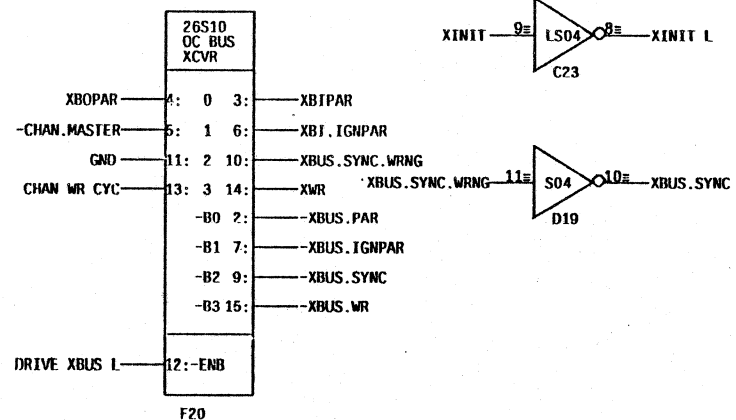 26S10
OC BUS
XCVR
XBOPAR 4: 0 3: XBIPAR
-CHAN.MASTER 5: 1 6: XBI.IGNPAR
GND 11: 2 10: XBUS.SYNC.WRNG
CHAN WR CYC 13: 3 14: XWR
-B0 2: -XBUS.PAR
-B1 7: -XBUS.IGNPAR
-B2 9: -XBUS.SYNC
-B3 15: -XBUS.WR
DRIVE XBUS L 12: -ENB
F20
XINIT 9≡ LS04 8≡ XINIT L
C23
XBUS.SYNC.WRNG 11≡ S04 10≡ XBUS.SYNC
D19